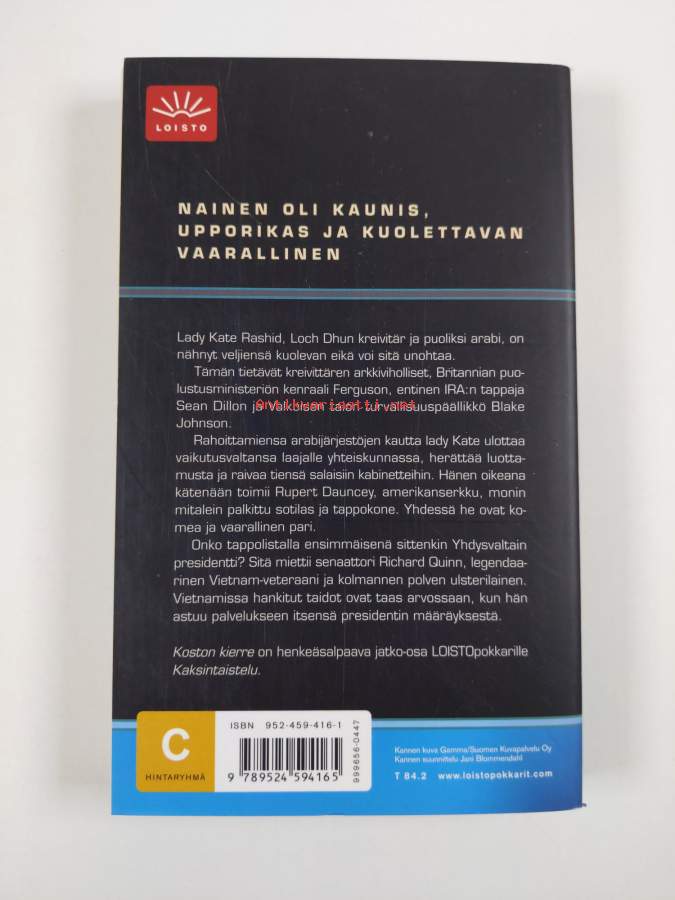 LOISTO
NAINEN OLI KAUNIS,
UPPORIKAS JA KUOLETTAVAN
VAARALLINEN
Lady Kate Rashid, Loch Dhun kreivitär ja puoliksi arabi, on
nähnyt veljiensä kuolevan eikä voi sitä unohtaa.
Tämän tietävät kreivittären arkkiviholliset, Britannian puo-
lustusministeriön kenraali Ferguson, entinen IRA:n tappaja
Sean Dillon ja Valkoisen talon turvallisuuspäällikkö Blake
Johnson.
Antikvariaatti.net
Rahoittamiensa arabijärjestöjen kautta lady Kate ulottaa
vaikutusvaltansa laajalle yhteiskunnassa, herättää luotta-
musta ja raivaa tiensä salaisiin kabinetteihin. Hänen oikeana
kätenään toimii Rupert Dauncey, amerikanserkku, monin
mitalein palkittu sotilas ja tappokone. Yhdessä he ovat ko-
mea ja vaarallinen pari.
Onko tappolistalla ensimmäisenä sittenkin Yhdysvaltain
presidentti? Sitä miettii senaattori Richard Quinn, legendaa-
rinen Vietnam-veteraani ja kolmannen polven ulsterilainen.
Vietnamissa hankitut taidot ovat taas arvossaan, kun hän
astuu palvelukseen itsensä presidentin määräyksestä.
Koston kierre on henkeäsalpaava jatko-osa LOISTOpokkarille
Kaksintaistelu.
C
HINTARYHMÄ
ISBN 952-459-416-1
9 789524 594165
999656-0447
Kannen kuva Gamma/Suomen Kuvapalvelu Oy
Kannen suunnittelu Jani Blommendahl
T 84.2 www.loistopokkarit.com